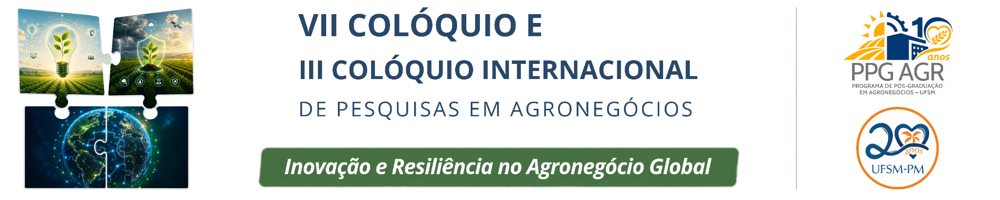 VII COLÓQUIO E
III COLÓQUIO INTERNACIONAL
DE PESQUISAS EM AGRONEGÓCIOS
Inovação e Resiliência no Agronegócio Global
10
anos
PPG AGR
PROGRAMA DE PÓS-GRADUAÇÃO
EM AGRONEGÓCIOS – UFSM
20
anos
UFSM-PM